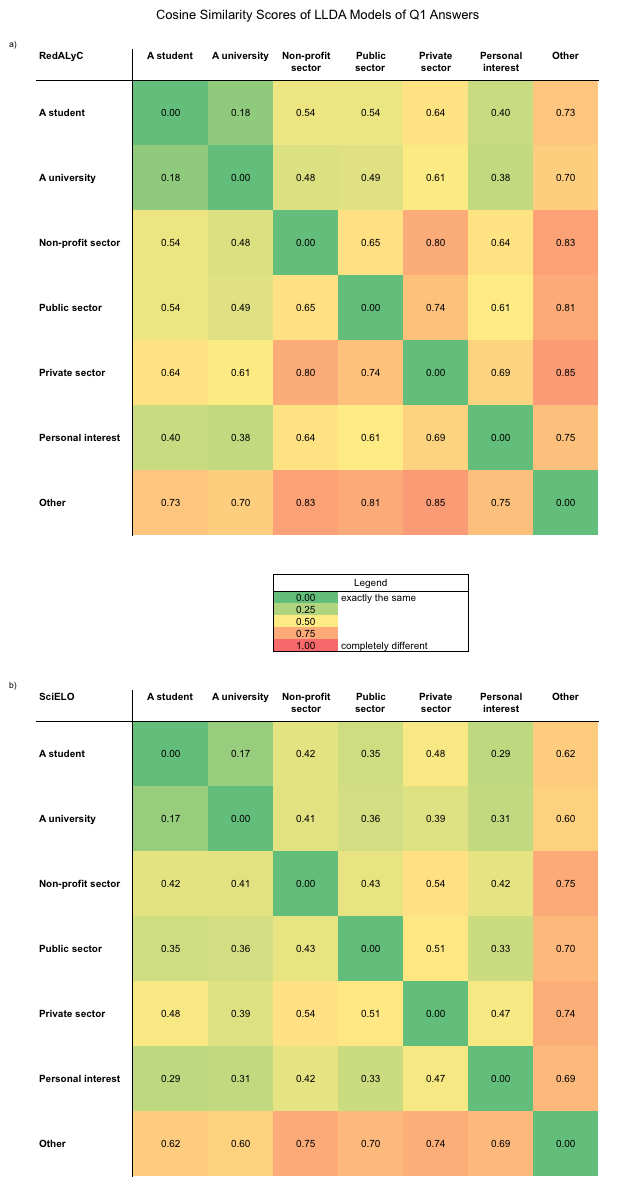 Cosine Similarity Scores of LLDA Models of Q1 Answers
a)
RedALyC A student A university Non-profit sector Public sector Private sector Personal interest Other
A student 0.00 0.18 0.54 0.54 0.64 0.40 0.73
A university 0.18 0.00 0.48 0.49 0.61 0.38 0.70
Non-profit sector 0.54 0.48 0.00 0.65 0.80 0.64 0.83
Public sector 0.54 0.49 0.65 0.00 0.74 0.61 0.81
Private sector 0.64 0.61 0.80 0.74 0.00 0.69 0.85
Personal interest 0.40 0.38 0.64 0.61 0.69 0.00 0.75
Other 0.73 0.70 0.83 0.81 0.85 0.75 0.00
Legend
0.00 exactly the same
0.25
0.50
0.75
1.00 completely different
b)
SciELO A student A university Non-profit sector Public sector Private sector Personal interest Other
A student 0.00 0.17 0.42 0.35 0.48 0.29 0.62
A university 0.17 0.00 0.41 0.36 0.39 0.31 0.60
Non-profit sector 0.42 0.41 0.00 0.43 0.54 0.42 0.75
Public sector 0.35 0.36 0.43 0.00 0.51 0.33 0.70
Private sector 0.48 0.39 0.54 0.51 0.00 0.47 0.74
Personal interest 0.29 0.31 0.42 0.33 0.47 0.00 0.69
Other 0.62 0.60 0.75 0.70 0.74 0.69 0.00